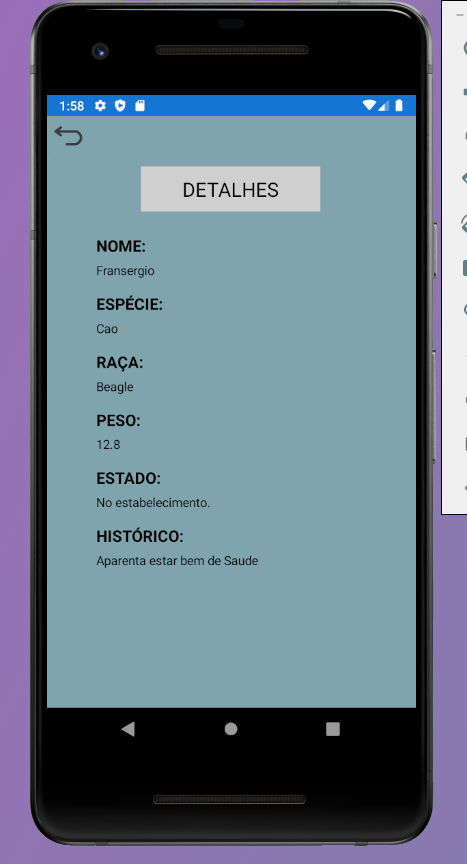 1:58
DETALHES
NOME:
Fransergio
ESPÉCIE:
Cao
RAÇA:
Beagle
PESO:
12.8
ESTADO:
No estabelecimento.
HISTÓRICO:
Aparenta estar bem de Saude